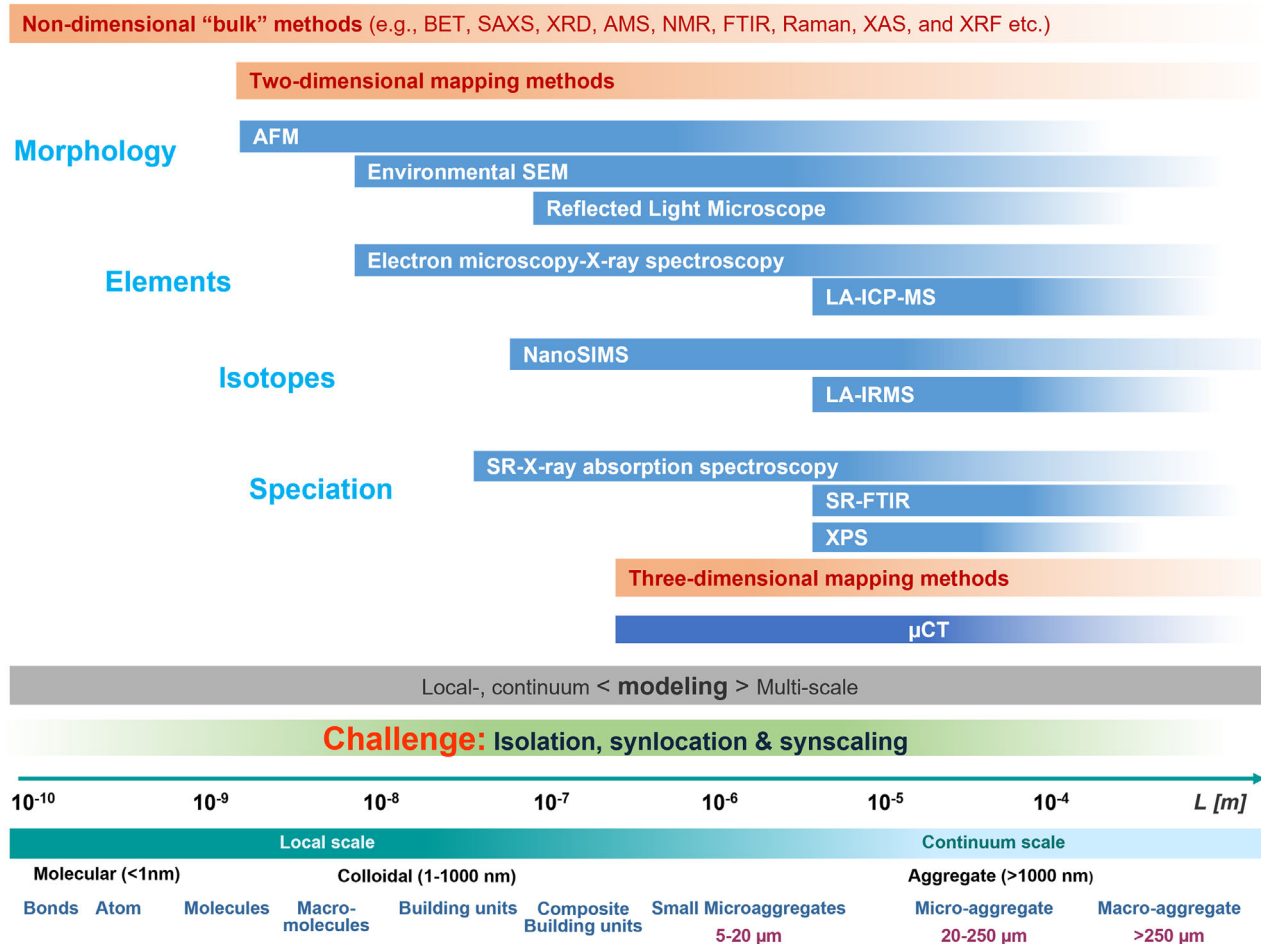 Non-dimensional “bulk” methods (e.g., BET, SAXS, XRD, AMS, NMR, FTIR, Raman, XAS, and XRF etc.)
Two-dimensional mapping methods
Morphology
AFM
Environmental SEM
Reflected Light Microscope
Elements
Electron microscopy-X-ray spectroscopy
LA-ICP-MS
Isotopes
NanoSIMS
LA-IRMS
Speciation
SR-X-ray absorption spectroscopy
SR-FTIR
XPS
Three-dimensional mapping methods
µCT
Local-, continuum < modeling > Multi-scale
Challenge: Isolation, synlocation & synscaling
10⁻¹⁰ 10⁻⁹ 10⁻⁸ 10⁻⁷ 10⁻⁶ 10⁻⁵ 10⁻⁴ L [m]
Local scale Continuum scale
Molecular (<1nm) Colloidal (1-1000 nm) Aggregate (>1000 nm)
Bonds Atom Molecules
Macro-
molecules
Building units
Composite
Building units
Small Microaggregates
5-20 µm
Micro-aggregate
20-250 µm
Macro-aggregate
>250 µm